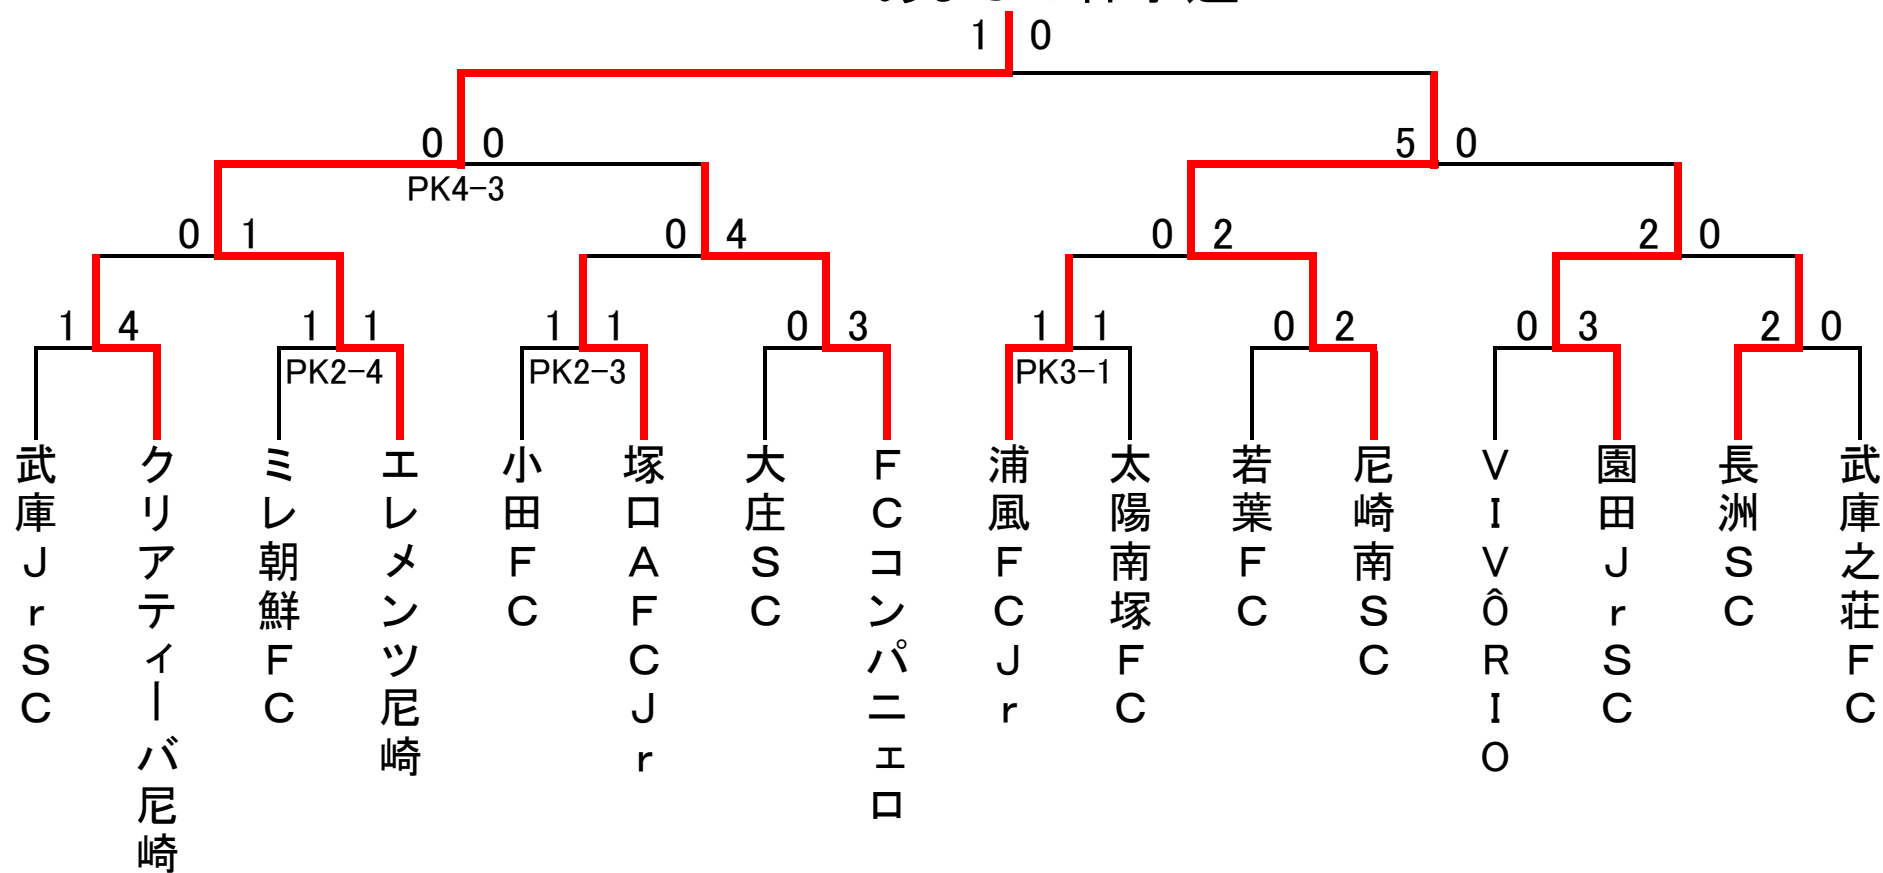 1 0
0 0
PK4-3
5 0
0 1
0 4
0 2
2 0
1 4
1 1
PK2-4
1 1
PK2-3
0 3
1 1
PK3-1
0 2
0 3
2 0
武庫JrSC
クリアティーバ尼崎
ミレ朝鮮FC
エレメンツ尼崎
小田FC
塚口AFCJr
大庄SC
FCコンパニェロ
浦風FCJr
太陽南塚FC
若葉FC
尼崎南SC
VIVÔRIO
園田JrSC
長洲SC
武庫之荘FC